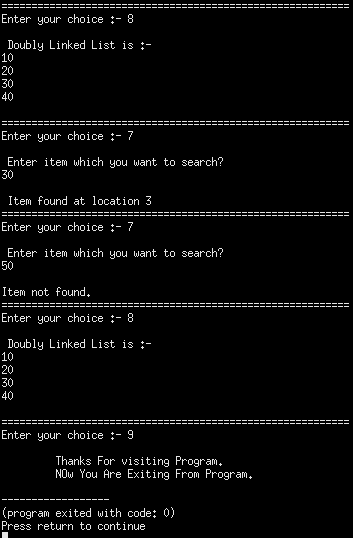 ==========================================================
Enter your choice :- 8
Doubly Linked List is :-
10
20
30
40
==========================================================
Enter your choice :- 7
Enter item which you want to search?
30
Item found at location 3
==========================================================
Enter your choice :- 7
Enter item which you want to search?
50
Item not found.
==========================================================
Enter your choice :- 8
Doubly Linked List is :-
10
20
30
40
==========================================================
Enter your choice :- 9
Thanks For visiting Program.
NOw You Are Exiting From Program.
------------------
(program exited with code: 0)
Press return to continue